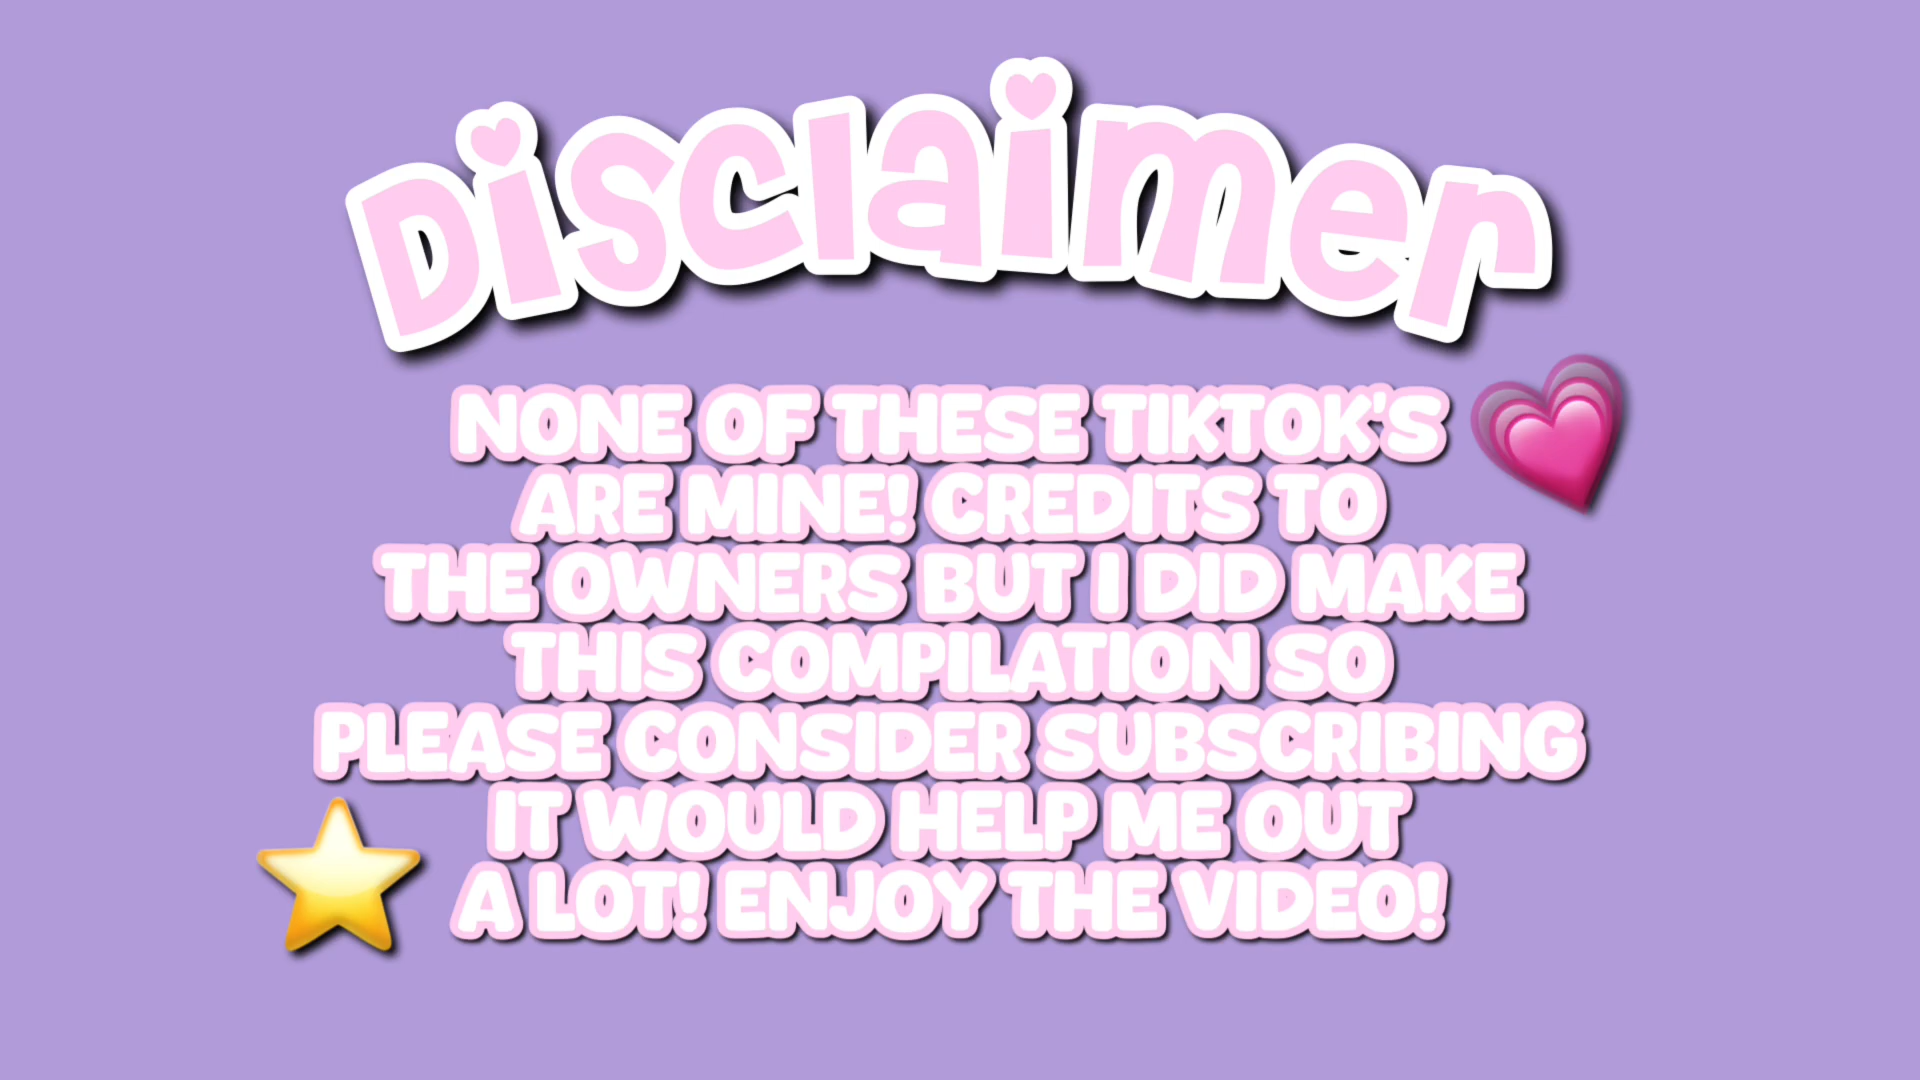 Disclaimer
NONE OF THESE TIKTOK'S
ARE MINE! CREDITS TO
THE OWNERS BUT I DID MAKE
THIS COMPILATION SO
PLEASE CONSIDER SUBSCRIBING
IT WOULD HELP ME OUT
A LOT! ENJOY THE VIDEO!